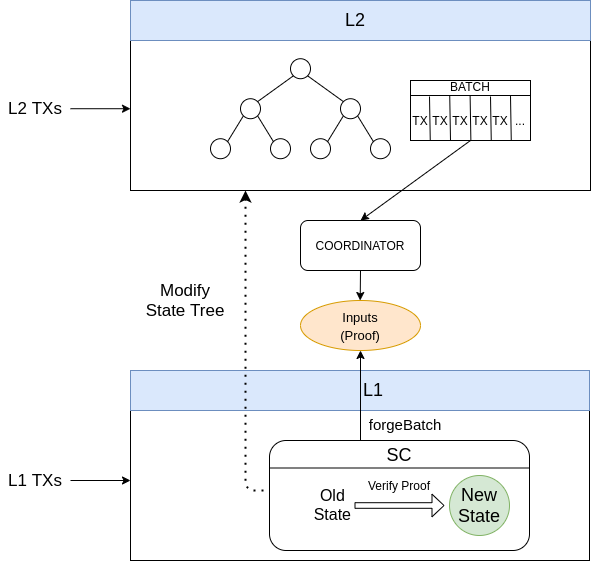 L2
L2 TXs
BATCH
TX TX TX TX TX ...
COORDINATOR
Modify
State Tree
Inputs
(Proof)
L1
forgeBatch
L1 TXs
SC
Verify Proof
Old
State
New
State